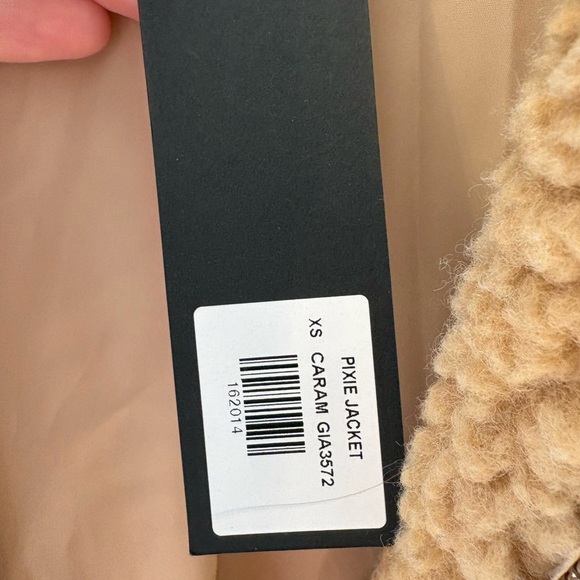 PIXIE JACKET
XS CARAM GIA3572
162014